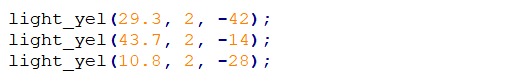 light_yel(29.3, 2, -42);
light_yel(43.7, 2, -14);
light_yel(10.8, 2, -28);